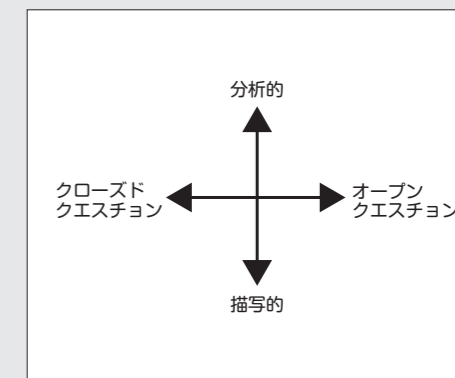 分析的
クローズド
クエスチョン
オープン
クエスチョン
描写的